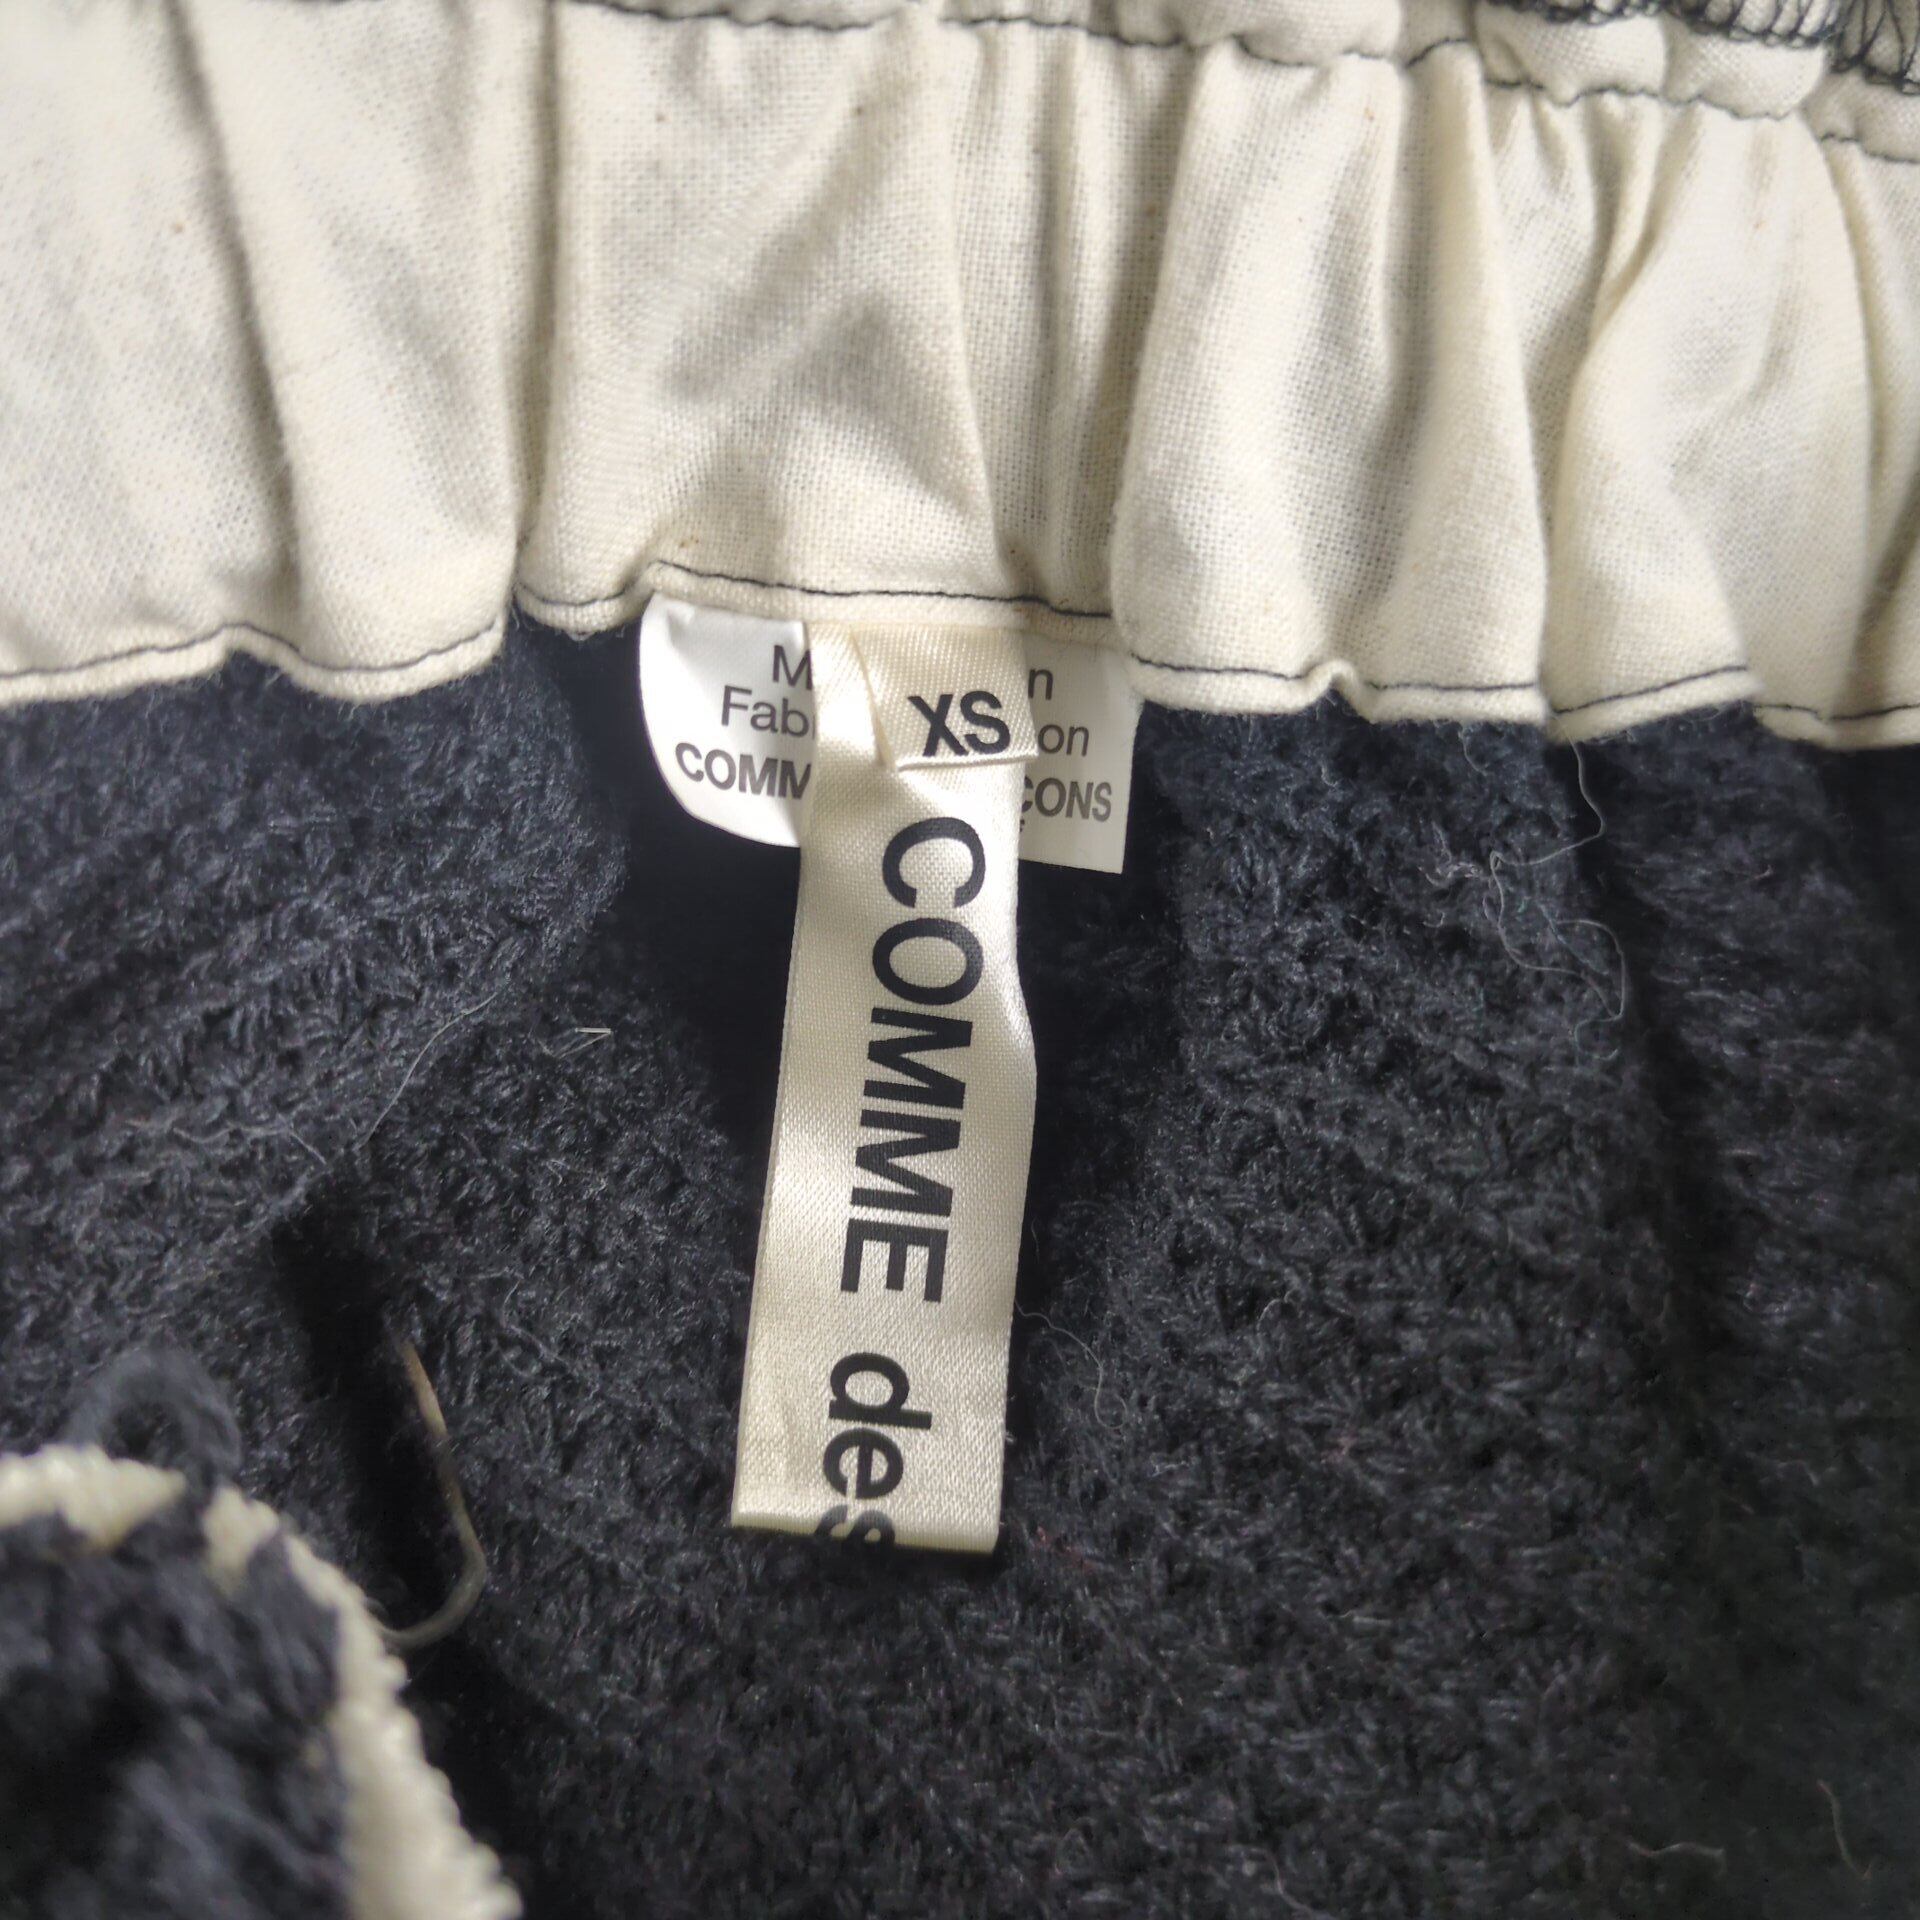 XS
COMME des
M n
Fab on
COMM CONS